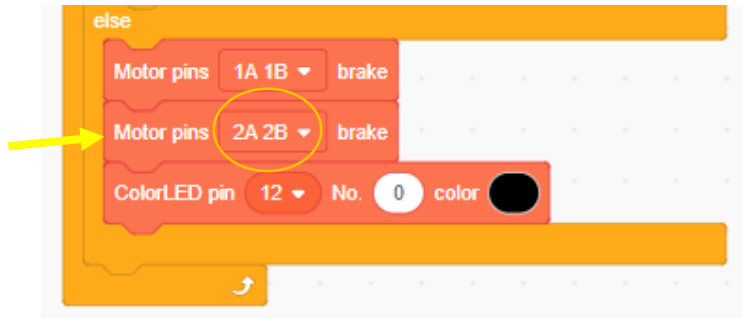 else
Motor pins 1A 1B brake
Motor pins 2A 2B brake
ColorLED pin 12 No. 0 color